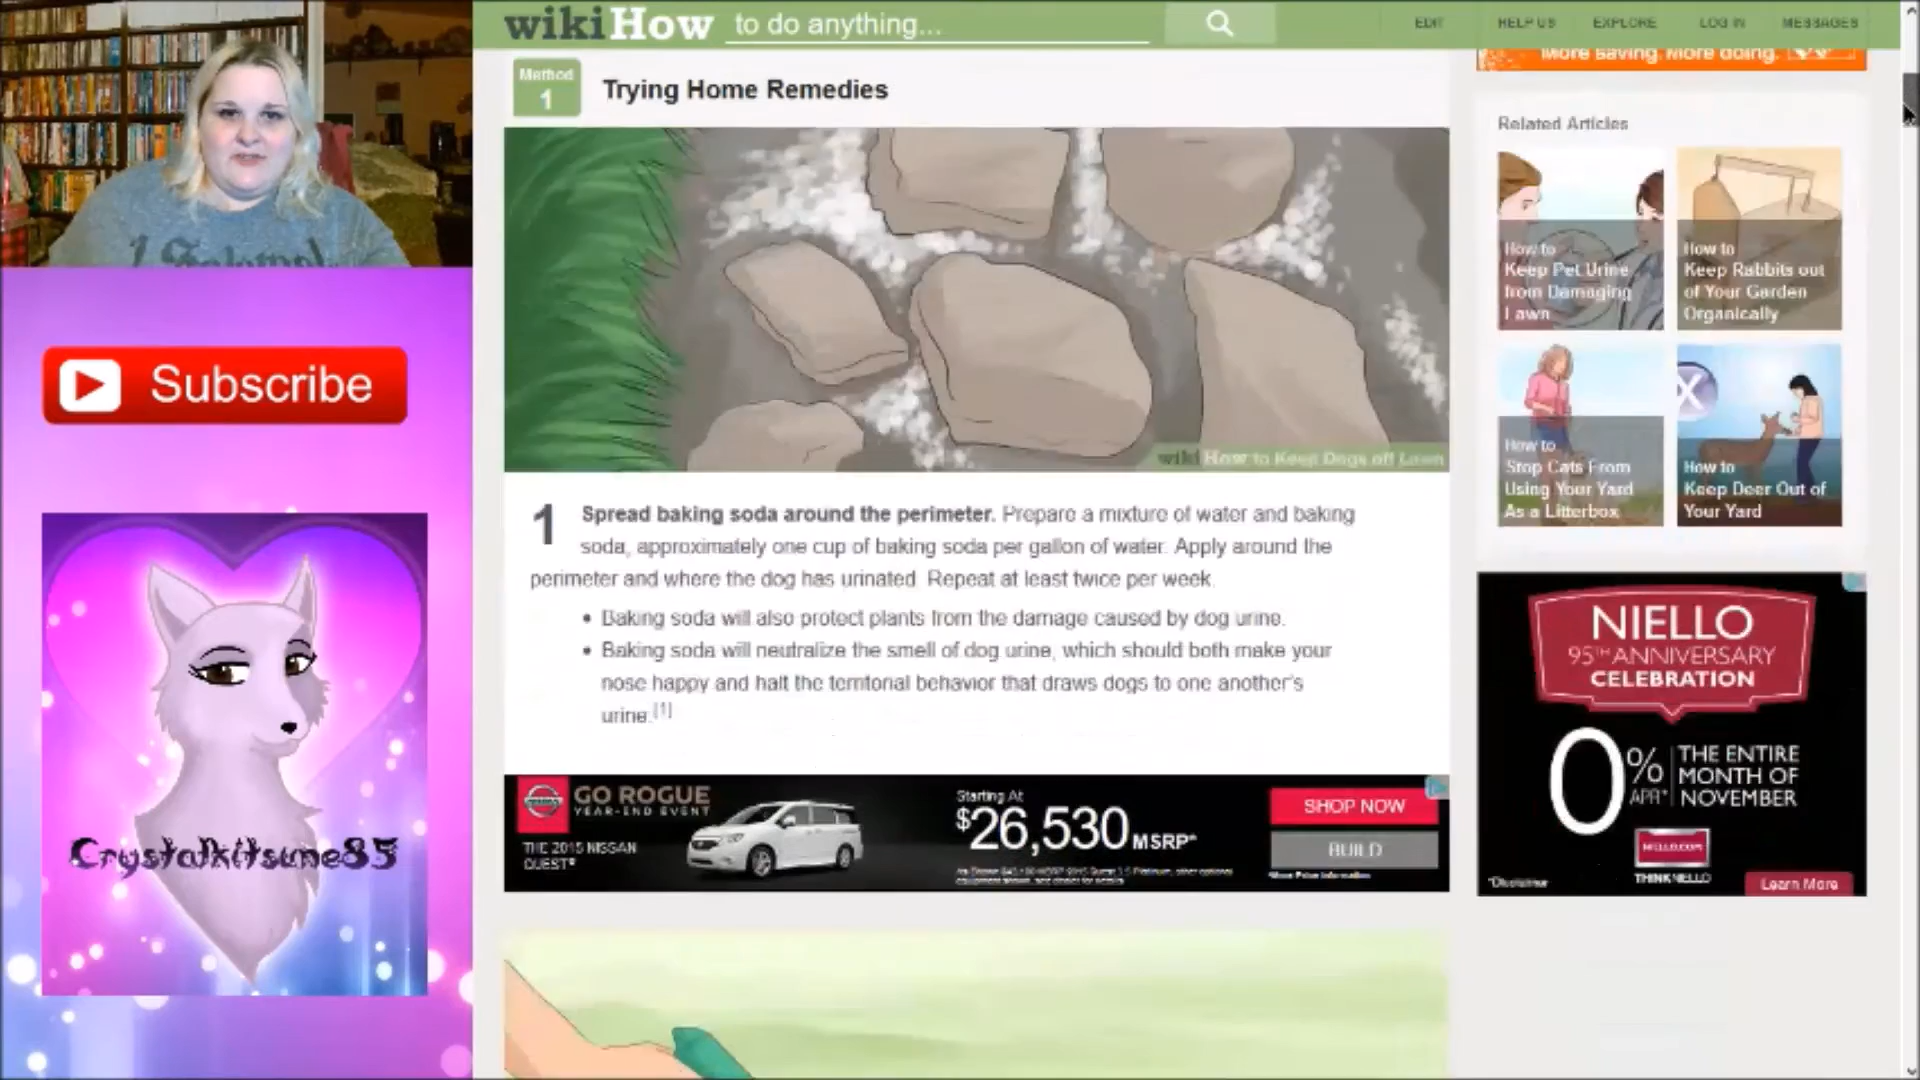 wikiHow to do anything...
EDIT
HELP US
EXPLORE
LOG IN
MESSAGES
Method
1
Trying Home Remedies
More saving. More doing.
Related Articles
How to
Keep Pet Urine
from Damaging
Lawn
How to
Keep Rabbits out
of Your Garden
Organically
How to
Stop Cats From
Using Your Yard
As a Litterbox
How to
Keep Deer Out of
Your Yard
X
wikiHow to Keep Dogs off Lawn
Subscribe
Crystalkitsune85
1 Spread baking soda around the perimeter. Prepare a mixture of water and baking
soda, approximately one cup of baking soda per gallon of water. Apply around the
perimeter and where the dog has urinated. Repeat at least twice per week.
• Baking soda will also protect plants from the damage caused by dog urine.
• Baking soda will neutralize the smell of dog urine, which should both make your
nose happy and halt the territorial behavior that draws dogs to one another's
urine.[1]
NISSAN
GO ROGUE
YEAR-END EVENT
THE 2015 NISSAN
QUEST®
Starting At
$26,530 MSRP*
SHOP NOW
BUILD
*More Price Information
NIELLO
95TH ANNIVERSARY
CELEBRATION
0% APR*
THE ENTIRE
MONTH OF
NOVEMBER
NIELLO.COM
THINK NIELLO
*Disclaimer
Learn More